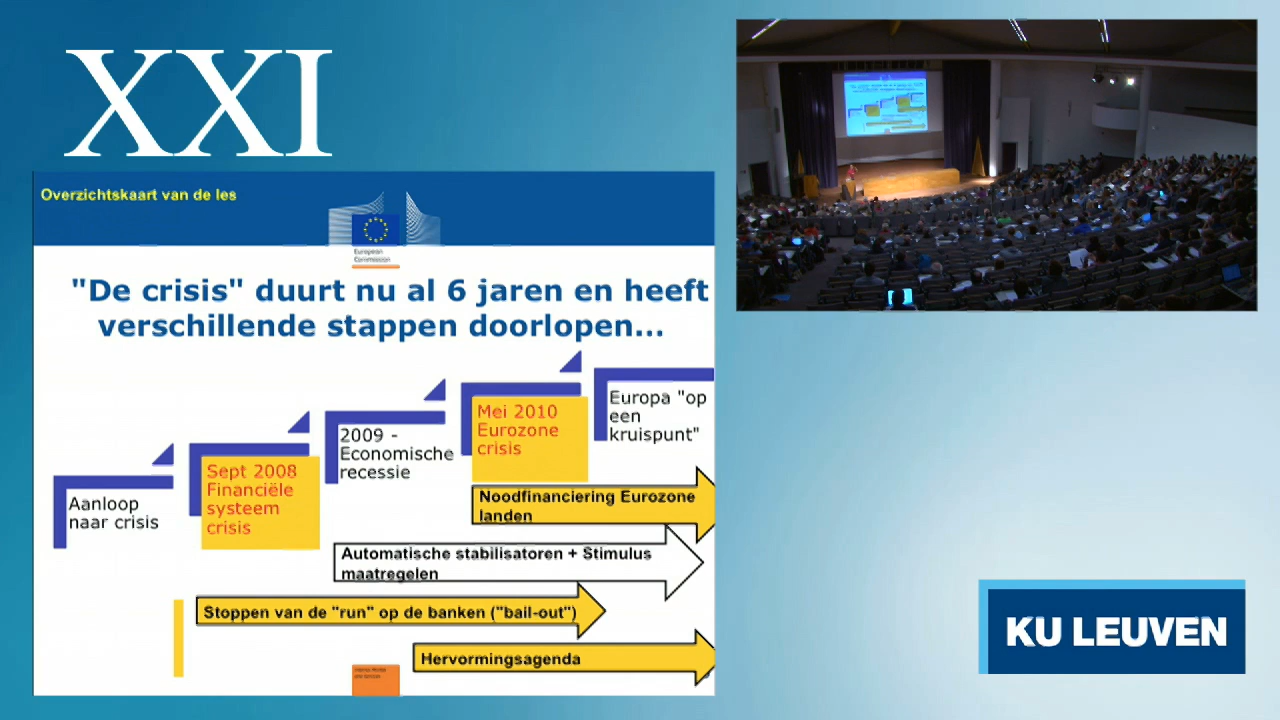 XXI
Overzichtskaart van de les
European
Commission
"De crisis" duurt nu al 6 jaren en heeft
verschillende stappen doorlopen...
Aanloop
naar crisis
Sept 2008
Financiële
systeem
crisis
2009 -
Economische
recessie
Mei 2010
Eurozone
crisis
Europa "op
een
kruispunt"
Noodfinanciering Eurozone
landen
Automatische stabilisatoren + Stimulus
maatregelen
Stoppen van de "run" op de banken ("bail-out")
Hervormingsagenda
KU LEUVEN